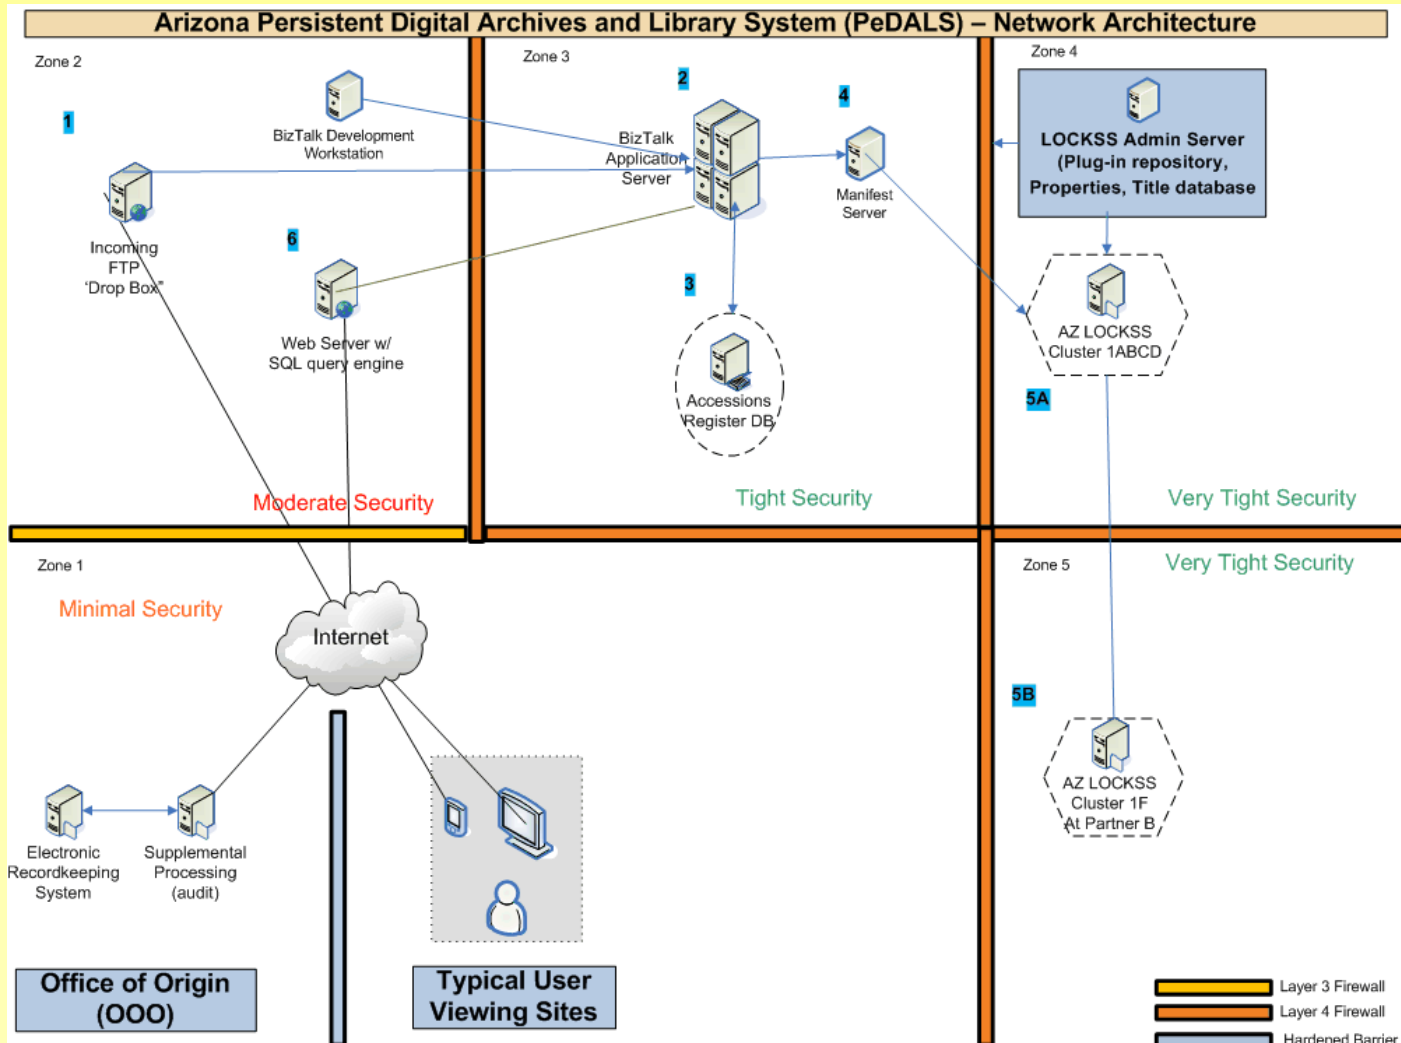 Arizona Persistent Digital Archives and Library System (PeDALS) – Network Architecture
Zone 2
1
BizTalk Development
Workstation
Incoming
FTP
‘Drop Box"
6
Web Server w/
SQL query engine
Moderate Security
Zone 3
2
BizTalk
Application
Server
4
Manifest
Server
3
Accessions
Register DB
Tight Security
Zone 4
LOCKSS Admin Server
(Plug-in repository,
Properties, Title database
AZ LOCKSS
Cluster 1ABCD
5A
Very Tight Security
Zone 1
Minimal Security
Internet
Electronic
Recordkeeping
System
Supplemental
Processing
(audit)
Office of Origin
(OOO)
Typical User
Viewing Sites
Zone 5
Very Tight Security
5B
AZ LOCKSS
Cluster 1F
At Partner B
Layer 3 Firewall
Layer 4 Firewall
Hardened Barrier